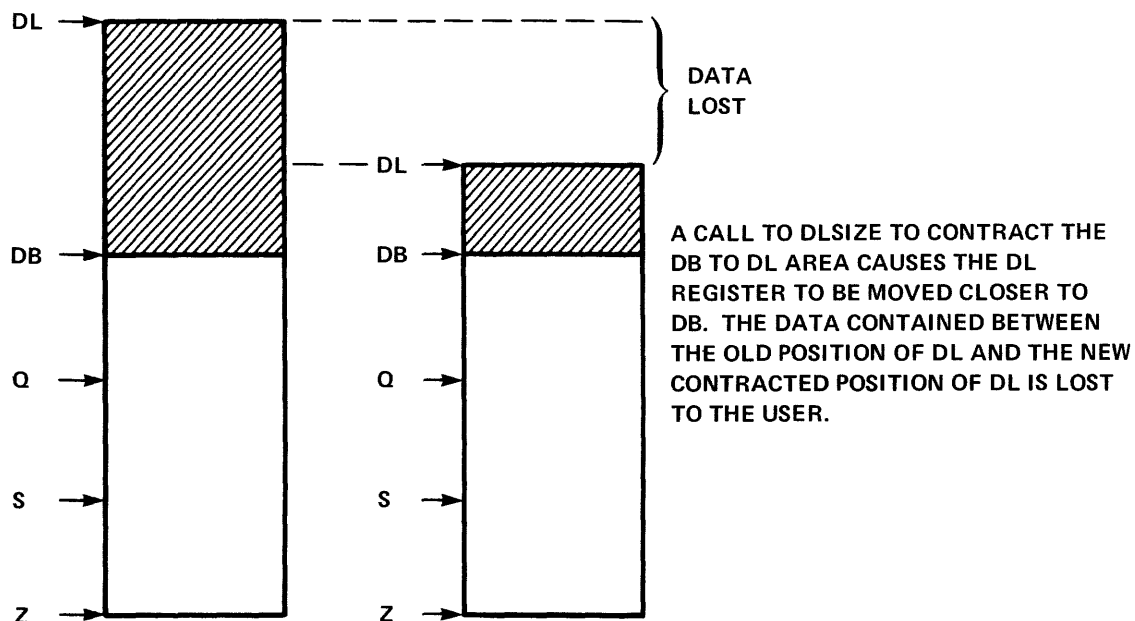 DL
DATA
LOST
DL
DB
DB
A CALL TO DLSIZE TO CONTRACT THE
DB TO DL AREA CAUSES THE DL
REGISTER TO BE MOVED CLOSER TO
DB. THE DATA CONTAINED BETWEEN
THE OLD POSITION OF DL AND THE NEW
CONTRACTED POSITION OF DL IS LOST
TO THE USER.
Q
Q
S
S
Z
Z